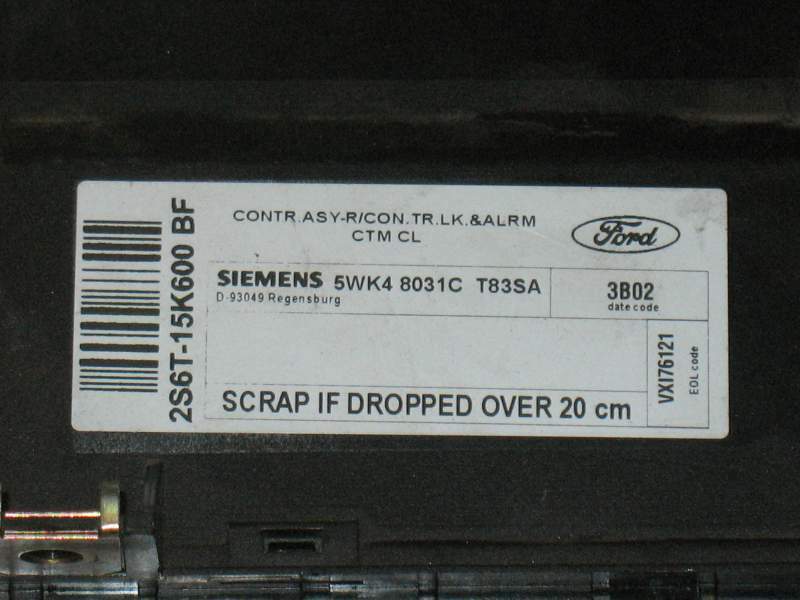 CONTR.ASY-R/CON.TR.LK.&ALRM
CTM CL
Ford
2S6T-15K600 BF
SIEMENS 5WK4 8031C T83SA
D-93049 Regensburg
3B02
date code
VXI76121
EOL code
SCRAP IF DROPPED OVER 20 cm